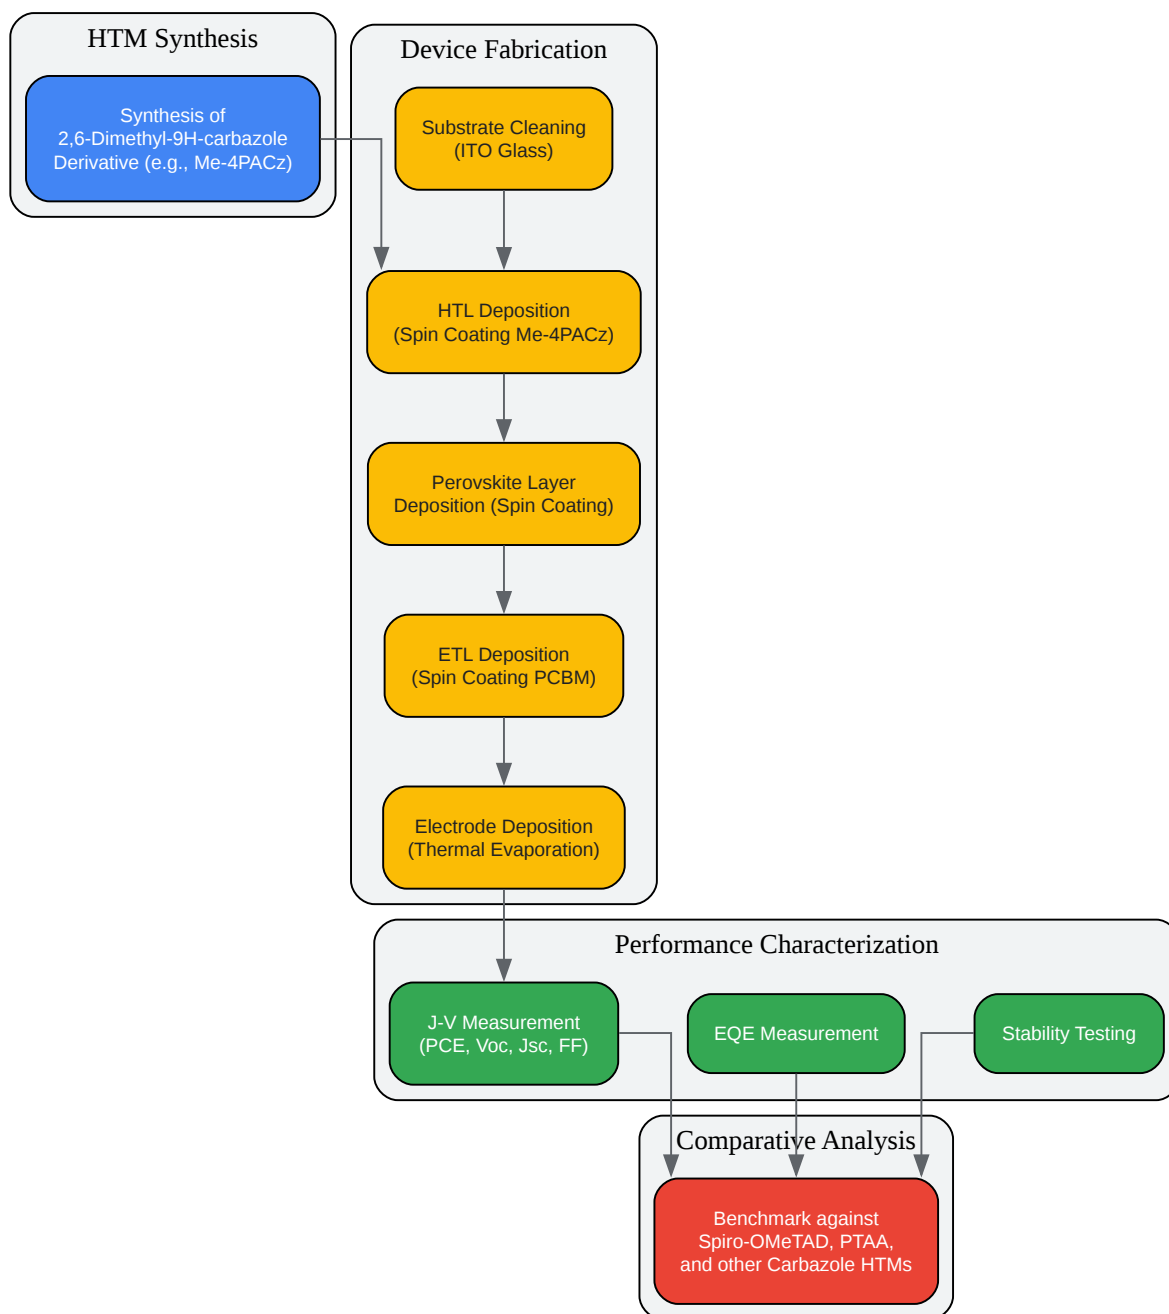 HTM Synthesis
Synthesis of
2,6-Dimethyl-9H-carbazole
Derivative (e.g., Me-4PACz)
Device Fabrication
Substrate Cleaning
(ITO Glass)
HTL Deposition
(Spin Coating Me-4PACz)
Perovskite Layer
Deposition (Spin Coating)
ETL Deposition
(Spin Coating PCBM)
Electrode Deposition
(Thermal Evaporation)
Performance Characterization
J-V Measurement
(PCE, Voc, Jsc, FF)
EQE Measurement
Stability Testing
Comparative Analysis
Benchmark against
Spiro-OMeTAD, PTAA,
and other Carbazole HTMs